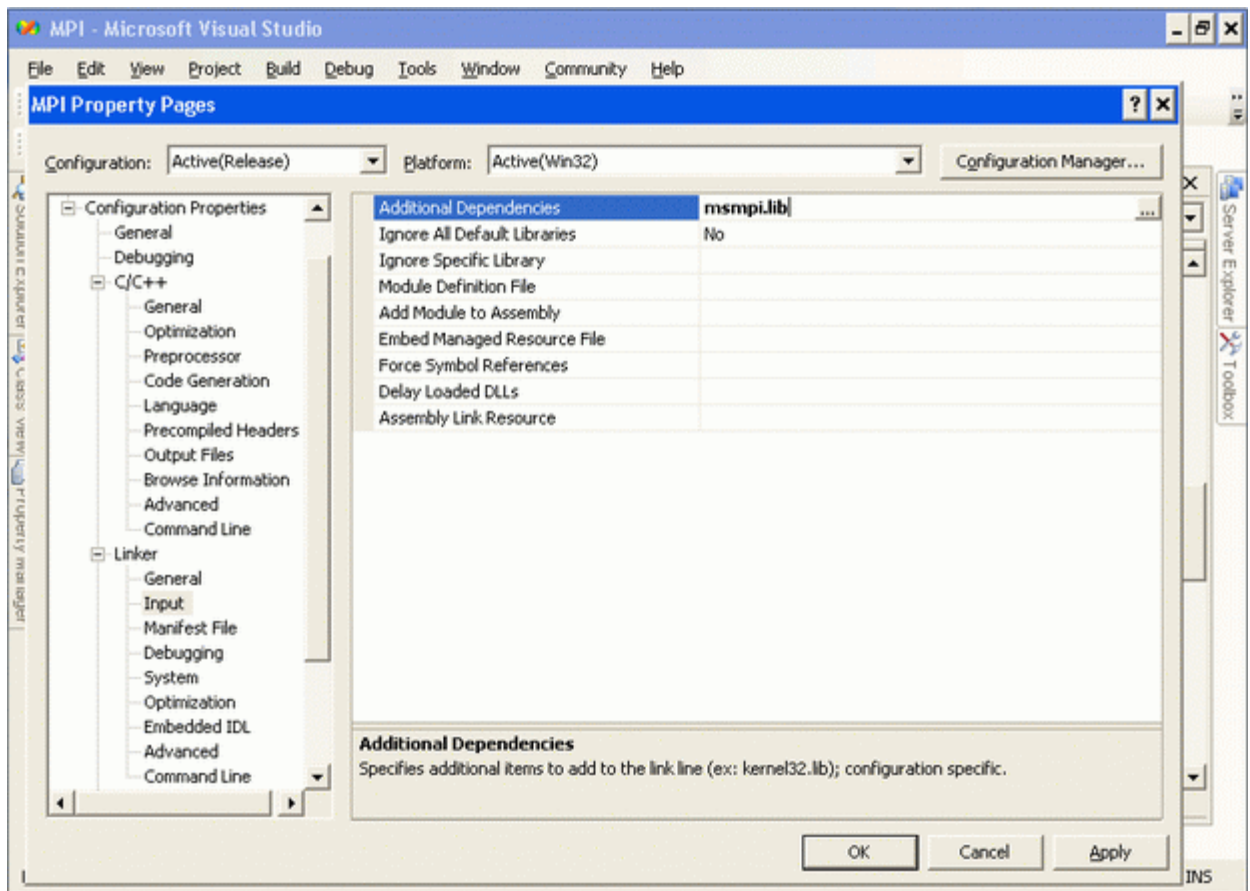 MPI - Microsoft Visual Studio
File Edit View Project Build Debug Tools Window Community Help
MPI Property Pages
Configuration: Active(Release) Platform: Active(Win32) Configuration Manager...
Configuration Properties
General
Debugging
C/C++
General
Optimization
Preprocessor
Code Generation
Language
Precompiled Headers
Output Files
Browse Information
Advanced
Command Line
Linker
General
Input
Manifest File
Debugging
System
Optimization
Embedded IDL
Advanced
Command Line
Additional Dependencies msmpi.lib ...
Ignore All Default Libraries No
Ignore Specific Library
Module Definition File
Add Module to Assembly
Embed Managed Resource File
Force Symbol References
Delay Loaded DLLs
Assembly Link Resource
Additional Dependencies
Specifies additional items to add to the link line (ex: kernel32.lib); configuration specific.
OK Cancel Apply
Server Explorer
Toolbox
INS